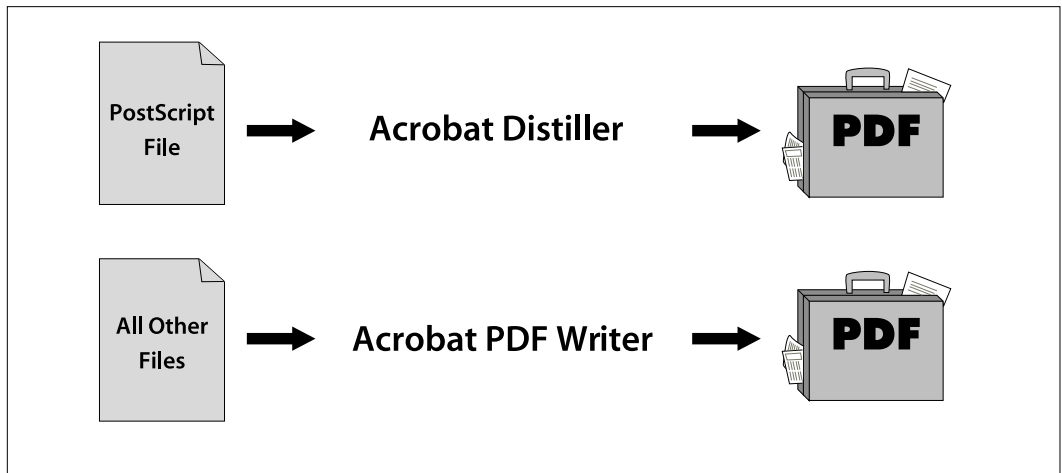 PostScript
File
Acrobat Distiller
PDF
All Other
Files
Acrobat PDF Writer
PDF